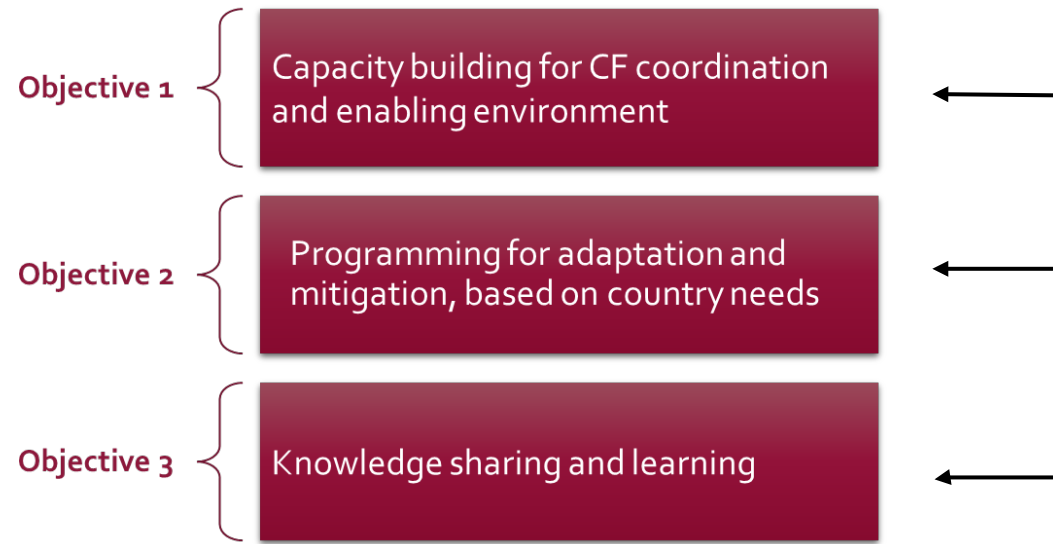 Objective 1
Capacity building for CF coordination
and enabling environment
Objective 2
Programming for adaptation and
mitigation, based on country needs
Objective 3
Knowledge sharing and learning